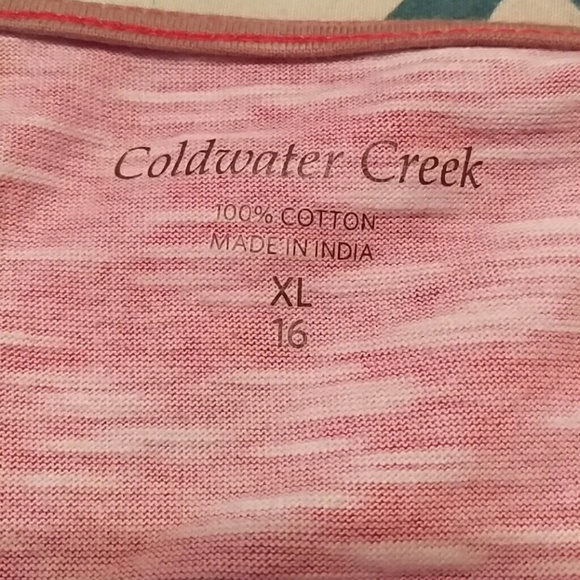 Coldwater Creek
100% COTTON
MADE IN INDIA
XL
16